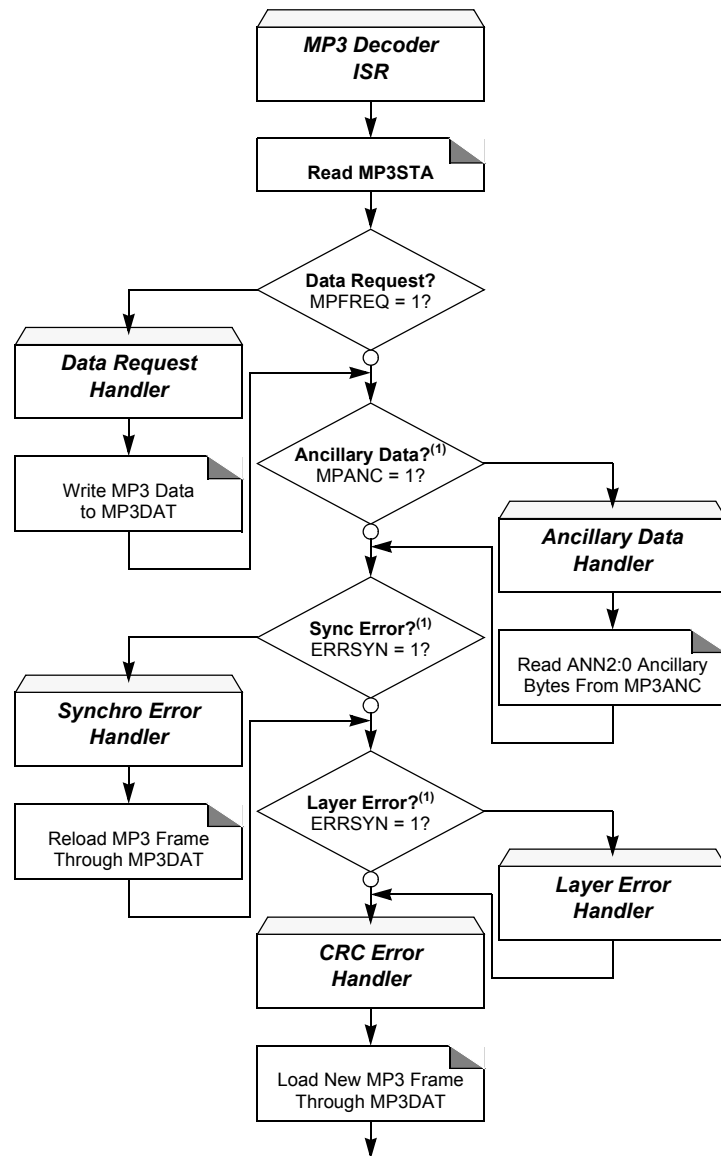 MP3 Decoder
ISR
Read MP3STA
Data Request?
MPFREQ = 1?
Data Request
Handler
Write MP3 Data
to MP3DAT
Ancillary Data?(1)
MPANC = 1?
Ancillary Data
Handler
Read ANN2:0 Ancillary
Bytes From MP3ANC
Sync Error?(1)
ERRSYN = 1?
Synchro Error
Handler
Reload MP3 Frame
Through MP3DAT
Layer Error?(1)
ERRSYN = 1?
Layer Error
Handler
CRC Error
Handler
Load New MP3 Frame
Through MP3DAT